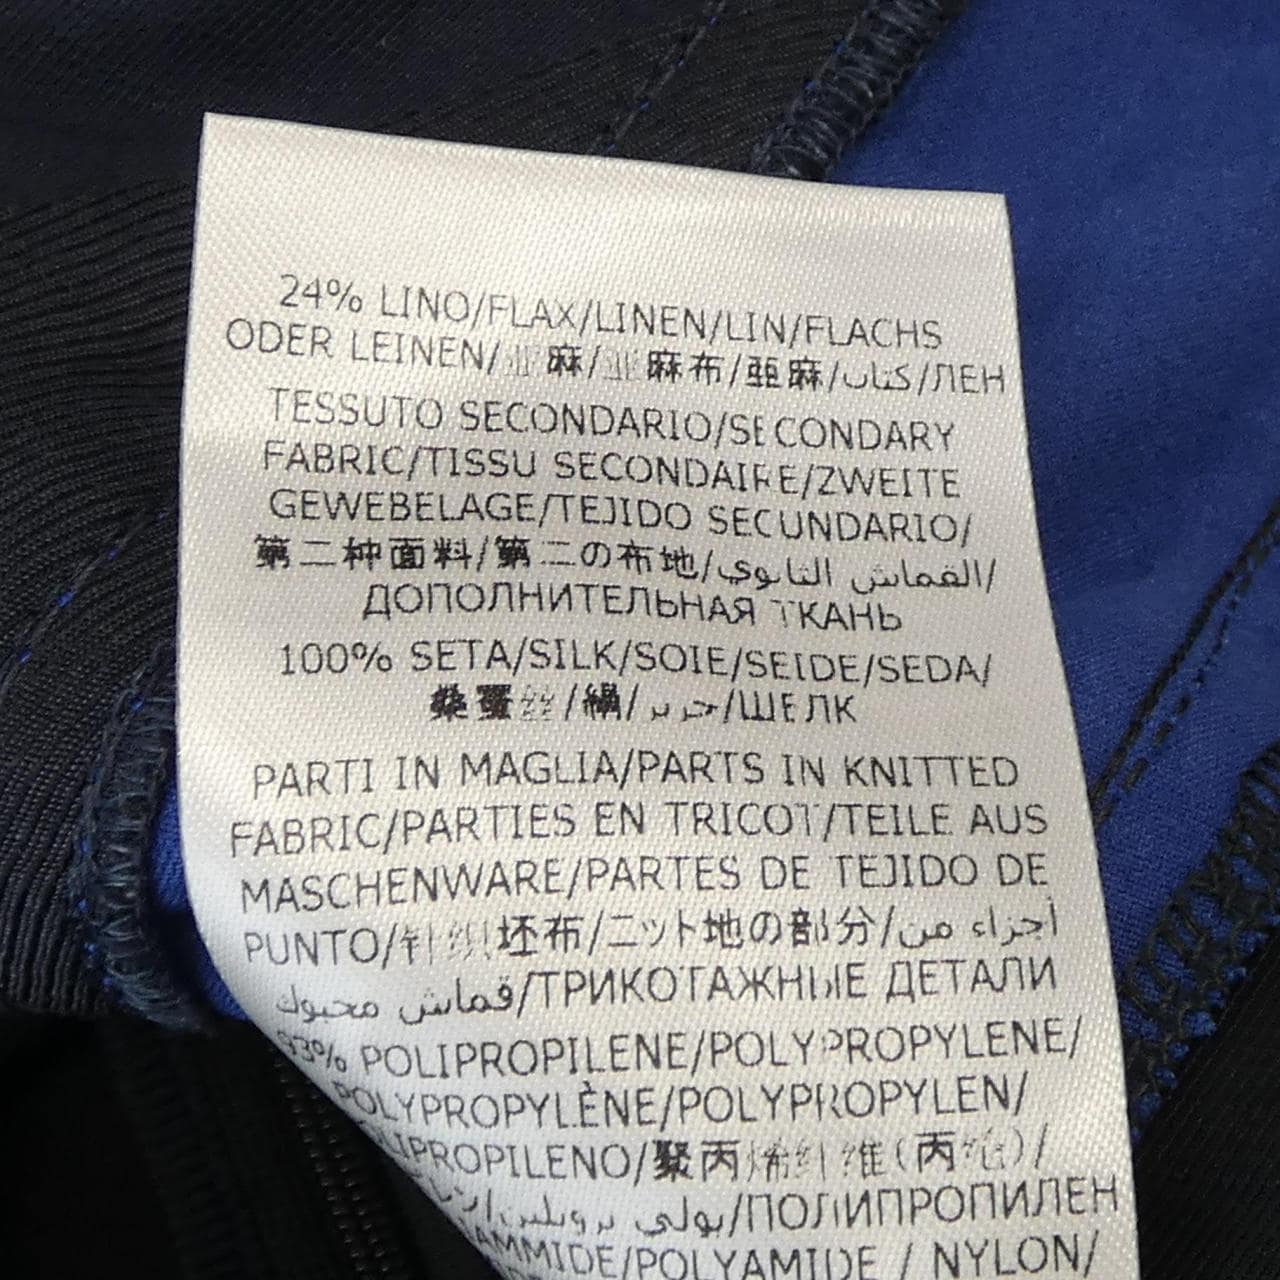 24% LINO/FLAX/LINEN/LIN/FLACHS
ODER LEINEN/亚麻/亚麻布/亜麻/كتان/ЛЕН
TESSUTO SECONDARIO/SECONDARY
FABRIC/TISSU SECONDAIRE/ZWEITE
GEWEBELAGE/TEJIDO SECUNDARIO/
第二种面料/第二の布地/القماش الثانوي/
ДОПОЛНИТЕЛЬНАЯ ТКАНЬ
100% SETA/SILK/SOIE/SEIDE/SEDA/
桑蚕丝/絹/حرير/ШЕЛК
PARTI IN MAGLIA/PARTS IN KNITTED
FABRIC/PARTIES EN TRICOT/TEILE AUS
MASCHENWARE/PARTES DE TEJIDO DE
PUNTO/针织坯布/ニット地の部分/أجزاء من
قماش محبوك/ТРИКОТАЖНЫЕ ДЕТАЛИ
93% POLIPROPILENE/POLYPROPYLENE/
POLYPROPYLÈNE/POLYPROPYLEN/
POLIPROPILENO/聚丙烯纤维(丙纶)/
بولي بروبلين/ПОЛИПРОПИЛЕН
/POLYAMIDE / NYLON/